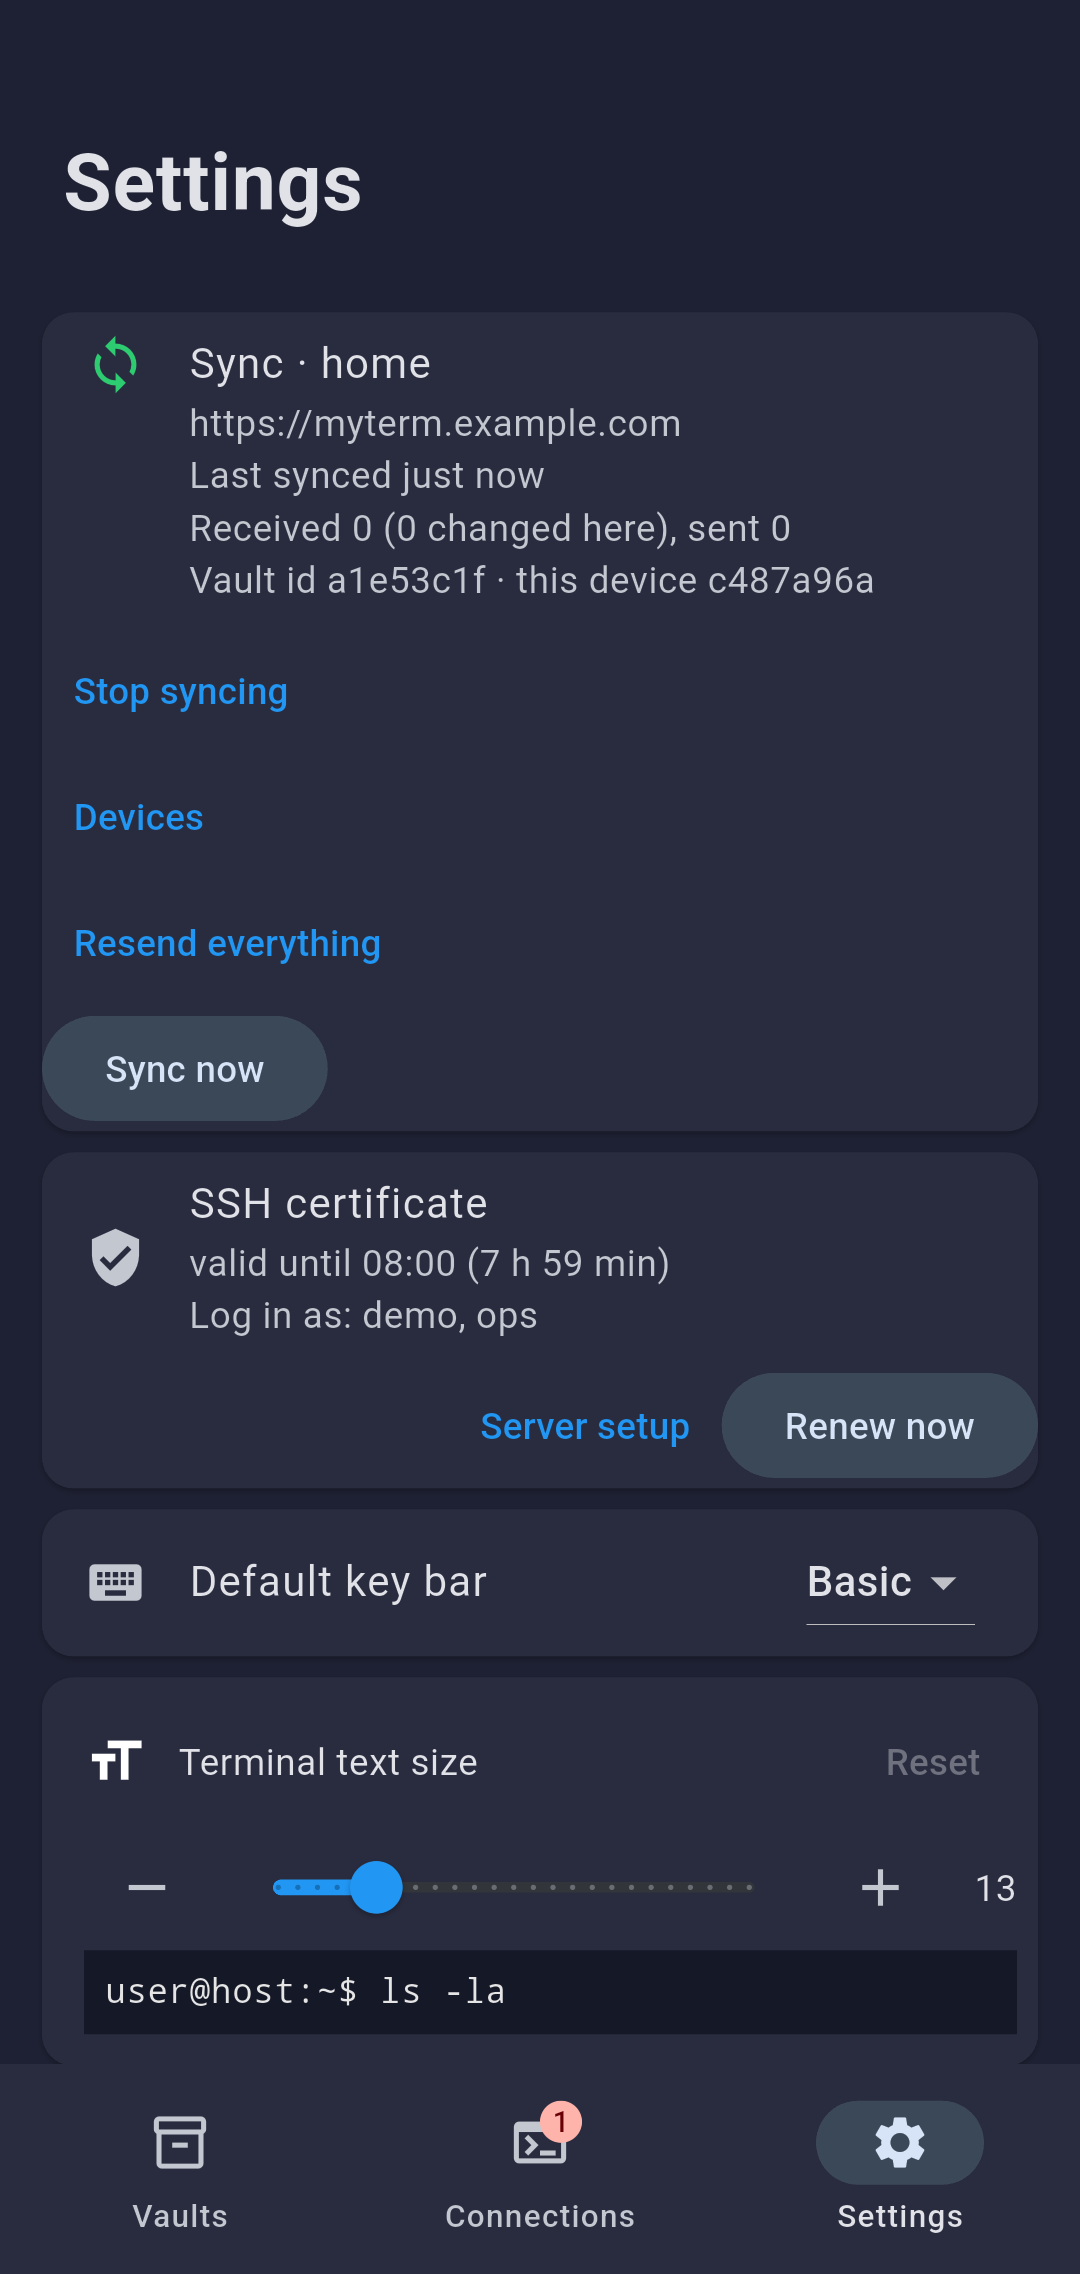 Settings
Sync · home
https://myterm.example.com
Last synced just now
Received 0 (0 changed here), sent 0
Vault id a1e53c1f · this device c487a96a
Stop syncing
Devices
Resend everything
Sync now
SSH certificate
valid until 08:00 (7 h 59 min)
Log in as: demo, ops
Server setup
Renew now
Default key bar
Basic
Terminal text size
Reset
13
user@host:~$ ls -la
1
Vaults
Connections
Settings